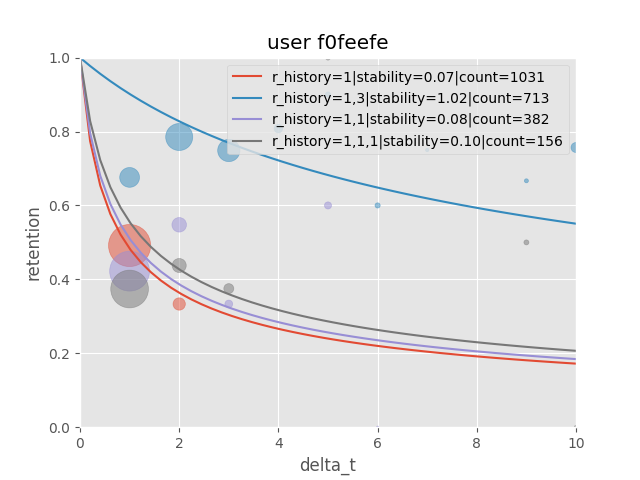 user f0feefe
1.0
0.8
0.6
0.4
0.2
0.0
retention
r_history=1|stability=0.07|count=1031
r_history=1,3|stability=1.02|count=713
r_history=1,1|stability=0.08|count=382
r_history=1,1,1|stability=0.10|count=156
0 2 4 6 8 10
delta_t